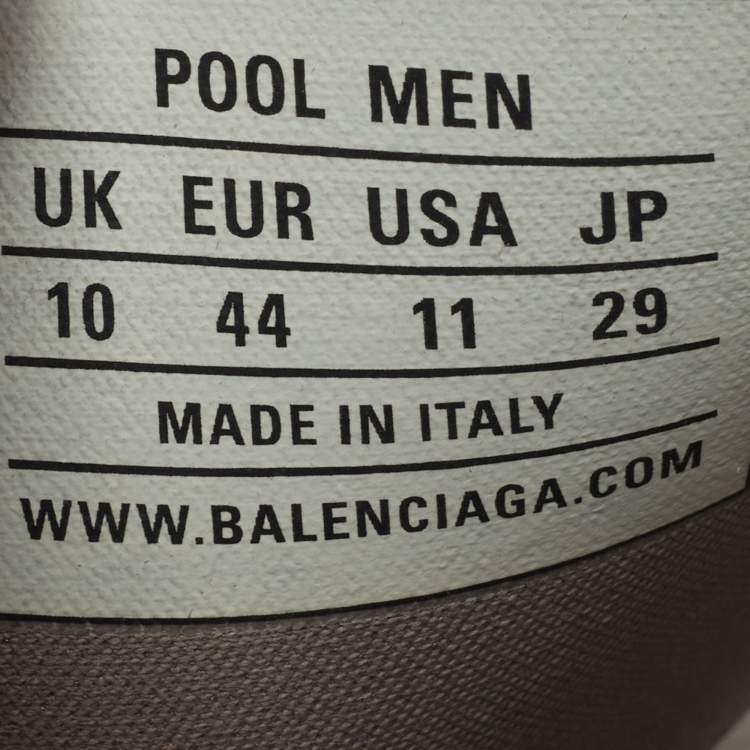 POOL MEN
UK EUR USA JP
10 44 11 29
MADE IN ITALY
WWW.BALENCIAGA.COM